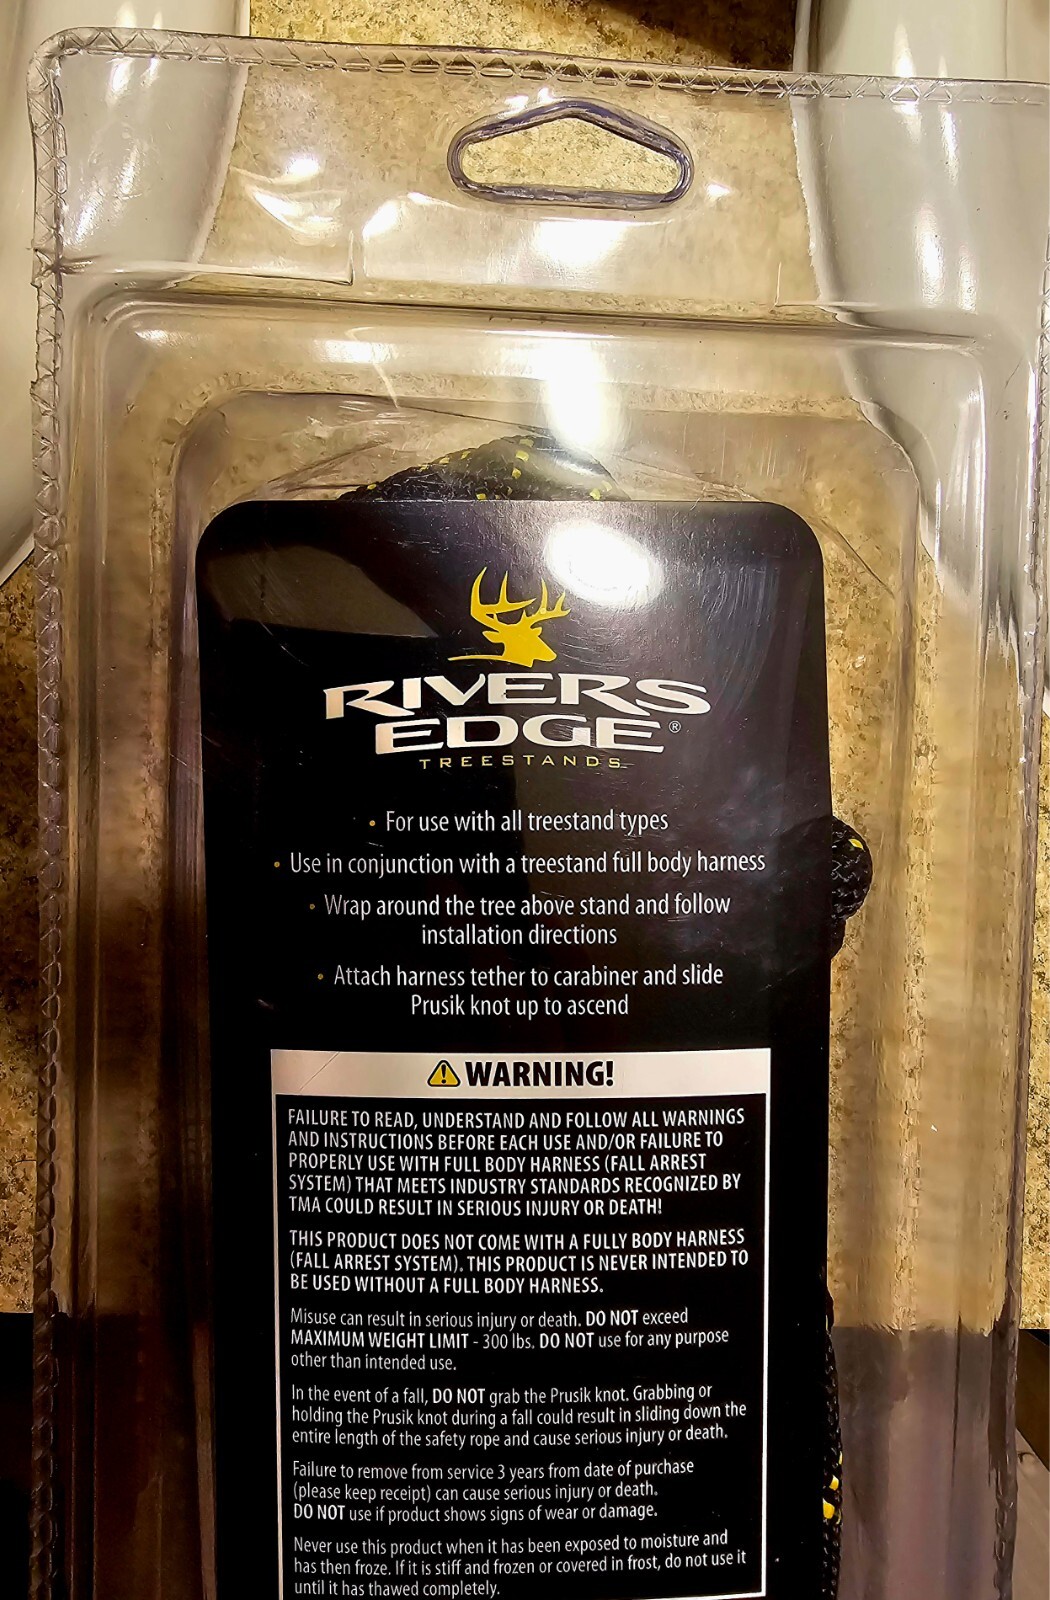 RIVERS
EDGE®
TREESTANDS
• For use with all treestand types
• Use in conjunction with a treestand full body harness
• Wrap around the tree above stand and follow
installation directions
• Attach harness tether to carabiner and slide
Prusik knot up to ascend
WARNING!
FAILURE TO READ, UNDERSTAND AND FOLLOW ALL WARNINGS
AND INSTRUCTIONS BEFORE EACH USE AND/OR FAILURE TO
PROPERLY USE WITH FULL BODY HARNESS (FALL ARREST
SYSTEM) THAT MEETS INDUSTRY STANDARDS RECOGNIZED BY
TMA COULD RESULT IN SERIOUS INJURY OR DEATH!
THIS PRODUCT DOES NOT COME WITH A FULLY BODY HARNESS
(FALL ARREST SYSTEM). THIS PRODUCT IS NEVER INTENDED TO
BE USED WITHOUT A FULL BODY HARNESS.
Misuse can result in serious injury or death. DO NOT exceed
MAXIMUM WEIGHT LIMIT - 300 lbs. DO NOT use for any purpose
other than intended use.
In the event of a fall, DO NOT grab the Prusik knot. Grabbing or
holding the Prusik knot during a fall could result in sliding down the
entire length of the safety rope and cause serious injury or death.
Failure to remove from service 3 years from date of purchase
(please keep receipt) can cause serious injury or death.
DO NOT use if product shows signs of wear or damage.
Never use this product when it has been exposed to moisture and
has then froze. If it is stiff and frozen or covered in frost, do not use it
until it has thawed completely.